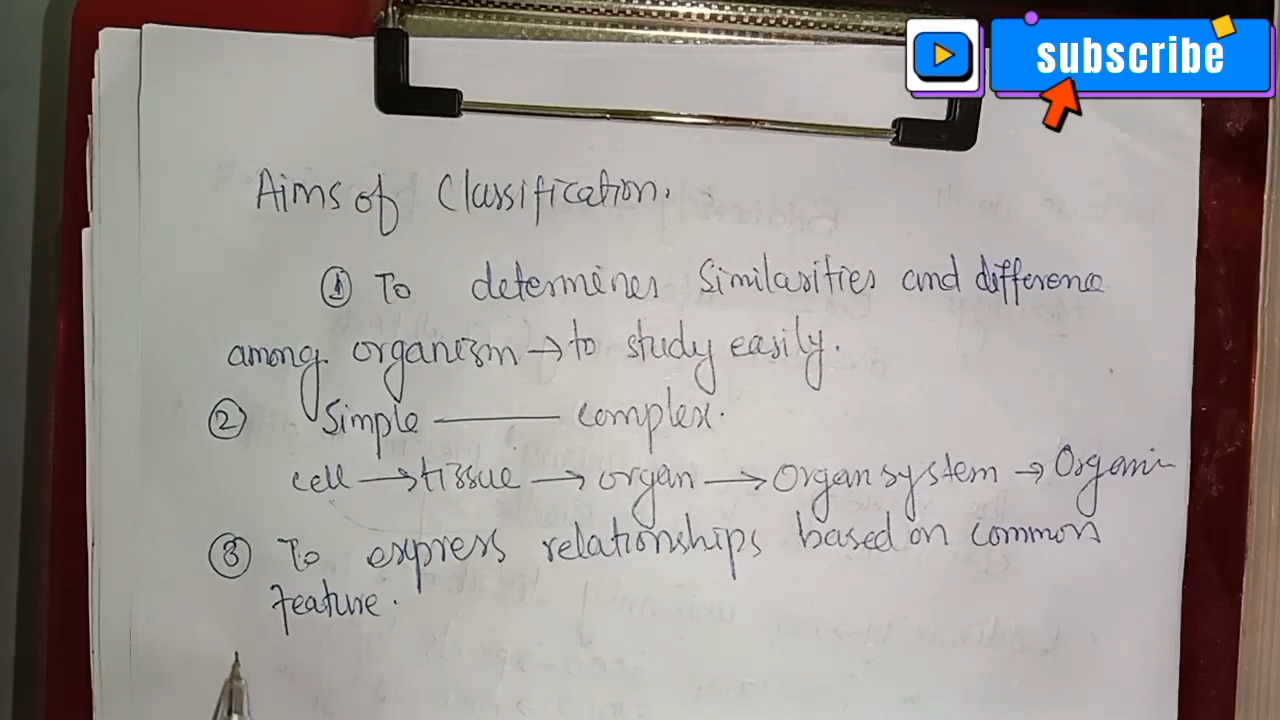 subscribe
Aims of Classification.
① To determines Similarities and difference
among organism → to study easily.
② Simple —— complex.
cell → tissue → organ → Organ system → Organi
③ To express relationships based on common
feature.